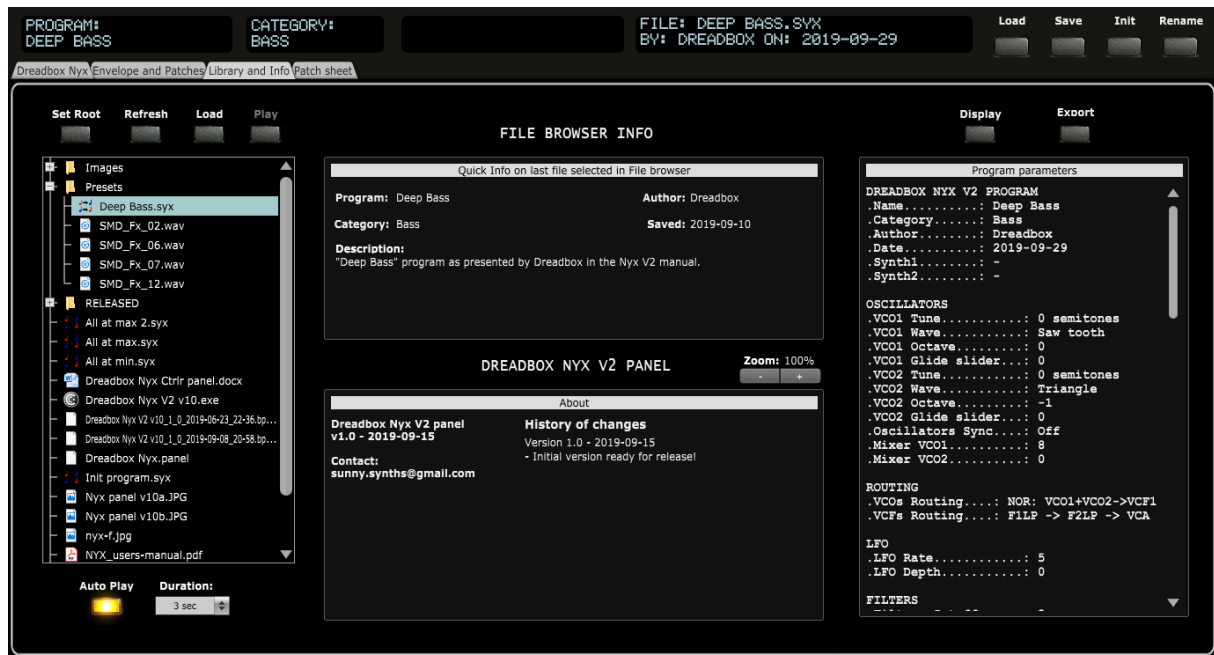 PROGRAM:
DEEP BASS
CATEGORY:
BASS
FILE: DEEP BASS.SYX
BY: DREADBOX ON: 2019-09-29
Load Save Init Rename
Dreadbox Nyx Envelope and Patches Library and Info Patch sheet
Set Root Refresh Load Play
Images
Presets
Deep Bass.syx
SMD_Fx_02.wav
SMD_Fx_06.wav
SMD_Fx_07.wav
SMD_Fx_12.wav
RELEASED
All at max 2.syx
All at max.syx
All at min.syx
Dreadbox Nyx Ctrlr panel.docx
Dreadbox Nyx V2 v10.exe
Dreadbox Nyx V2 v10_1_0_2019-06-23_22-36.bp...
Dreadbox Nyx V2 v10_1_0_2019-09-08_20-58.bp...
Dreadbox Nyx.panel
Init program.syx
Nyx panel v10a.JPG
Nyx panel v10b.JPG
nyx-f.jpg
NYX_users-manual.pdf
Auto Play Duration:
3 sec
FILE BROWSER INFO
Quick Info on last file selected in File browser
Program: Deep Bass Author: Dreadbox
Category: Bass Saved: 2019-09-10
Description:
"Deep Bass" program as presented by Dreadbox in the Nyx V2 manual.
DREADBOX NYX V2 PANEL
Zoom: 100%
- +
About
Dreadbox Nyx V2 panel
v1.0 - 2019-09-15
Contact:
sunny.synths@gmail.com
History of changes
Version 1.0 - 2019-09-15
- Initial version ready for release!
Display Export
Program parameters
DREADBOX NYX V2 PROGRAM
.Name..........: Deep Bass
.Category......: Bass
.Author........: Dreadbox
.Date..........: 2019-09-29
.Synth1........: -
.Synth2........: -
OSCILLATORS
.VCO1 Tune...........: 0 semitones
.VCO1 Wave...........: Saw tooth
.VCO1 Octave.........: 0
.VCO1 Glide slider...: 0
.VCO2 Tune...........: 0 semitones
.VCO2 Wave...........: Triangle
.VCO2 Octave.........: -1
.VCO2 Glide slider...: 0
.Oscillators Sync....: Off
.Mixer VCO1..........: 8
.Mixer VCO2..........: 0
ROUTING
.VCOs Routing....: NOR: VCO1+VCO2->VCF1
.VCFs Routing....: F1LP -> F2LP -> VCA
LFO
.LFO Rate............: 5
.LFO Depth...........: 0
FILTERS